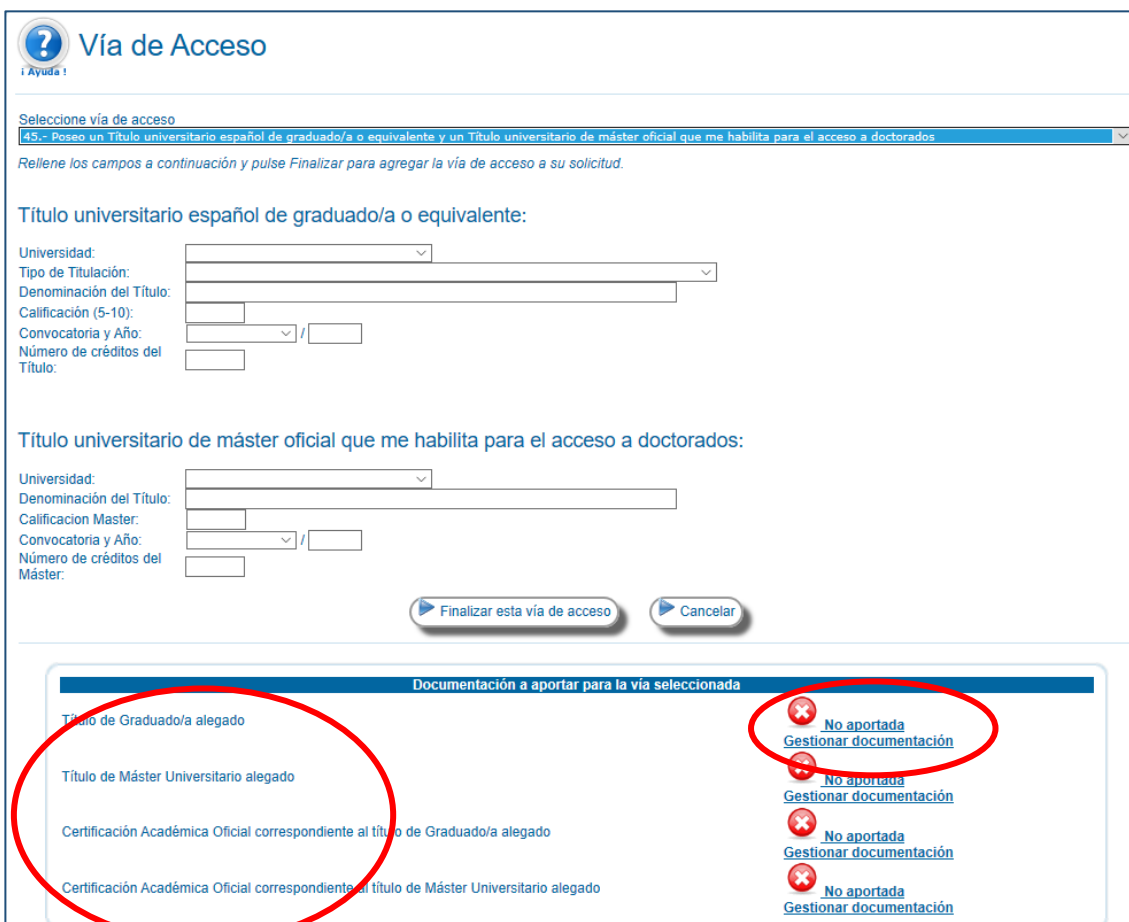 Vía de Acceso
¡ Ayuda !
Seleccione vía de acceso
45.- Poseo un Título universitario español de graduado/a o equivalente y un Título universitario de máster oficial que me habilita para el acceso a doctorados
Rellene los campos a continuación y pulse Finalizar para agregar la vía de acceso a su solicitud.
Título universitario español de graduado/a o equivalente:
Universidad:
Tipo de Titulación:
Denominación del Título:
Calificación (5-10):
Convocatoria y Año: /
Número de créditos del
Título:
Título universitario de máster oficial que me habilita para el acceso a doctorados:
Universidad:
Denominación del Título:
Calificacion Master:
Convocatoria y Año: /
Número de créditos del
Máster:
Finalizar esta vía de acceso Cancelar
Documentación a aportar para la vía seleccionada
Título de Graduado/a alegado No aportada
Gestionar documentación
Título de Máster Universitario alegado No aportada
Gestionar documentación
Certificación Académica Oficial correspondiente al título de Graduado/a alegado No aportada
Gestionar documentación
Certificación Académica Oficial correspondiente al título de Máster Universitario alegado No aportada
Gestionar documentación